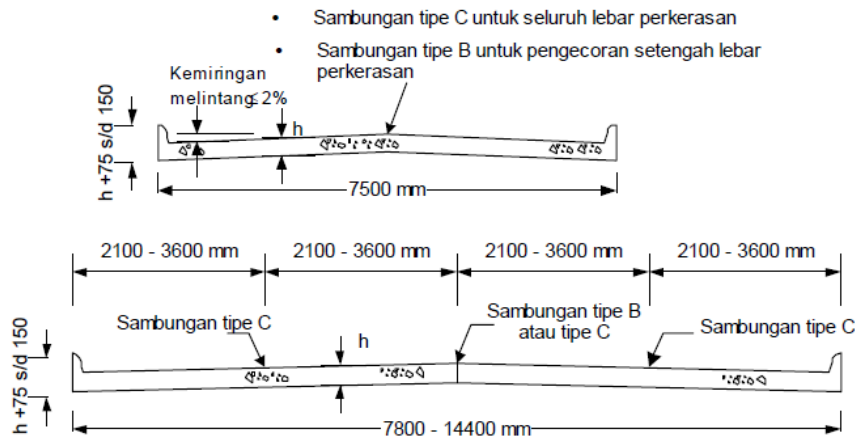 • Sambungan tipe C untuk seluruh lebar perkerasan
• Sambungan tipe B untuk pengecoran setengah lebar
perkerasan
Kemiringan
melintang ≤ 2%
h
h +75 s/d 150
7500 mm
2100 - 3600 mm
2100 - 3600 mm
2100 - 3600 mm
2100 - 3600 mm
Sambungan tipe C
h
Sambungan tipe B
atau tipe C
Sambungan tipe C
h +75 s/d 150
7800 - 14400 mm